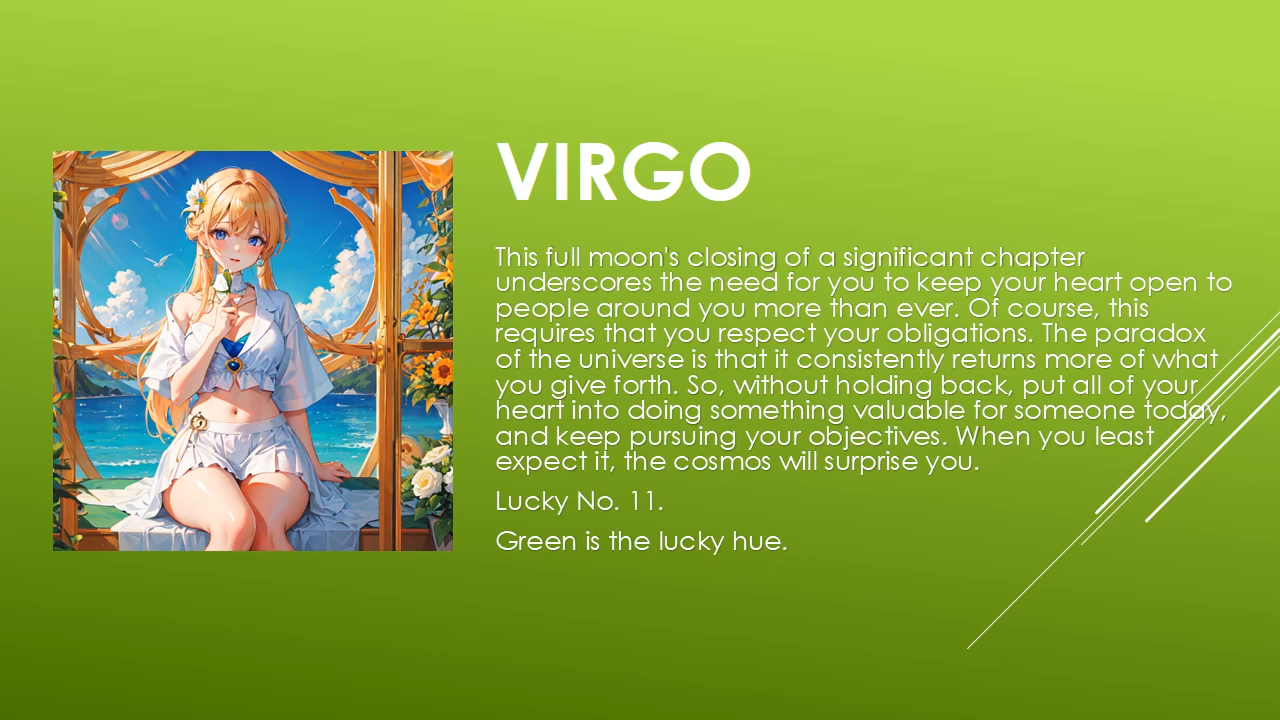 VIRGO
This full moon's closing of a significant chapter
underscores the need for you to keep your heart open to
people around you more than ever. Of course, this
requires that you respect your obligations. The paradox
of the universe is that it consistently returns more of what
you give forth. So, without holding back, put all of your
heart into doing something valuable for someone today,
and keep pursuing your objectives. When you least
expect it, the cosmos will surprise you.
Lucky No. 11.
Green is the lucky hue.